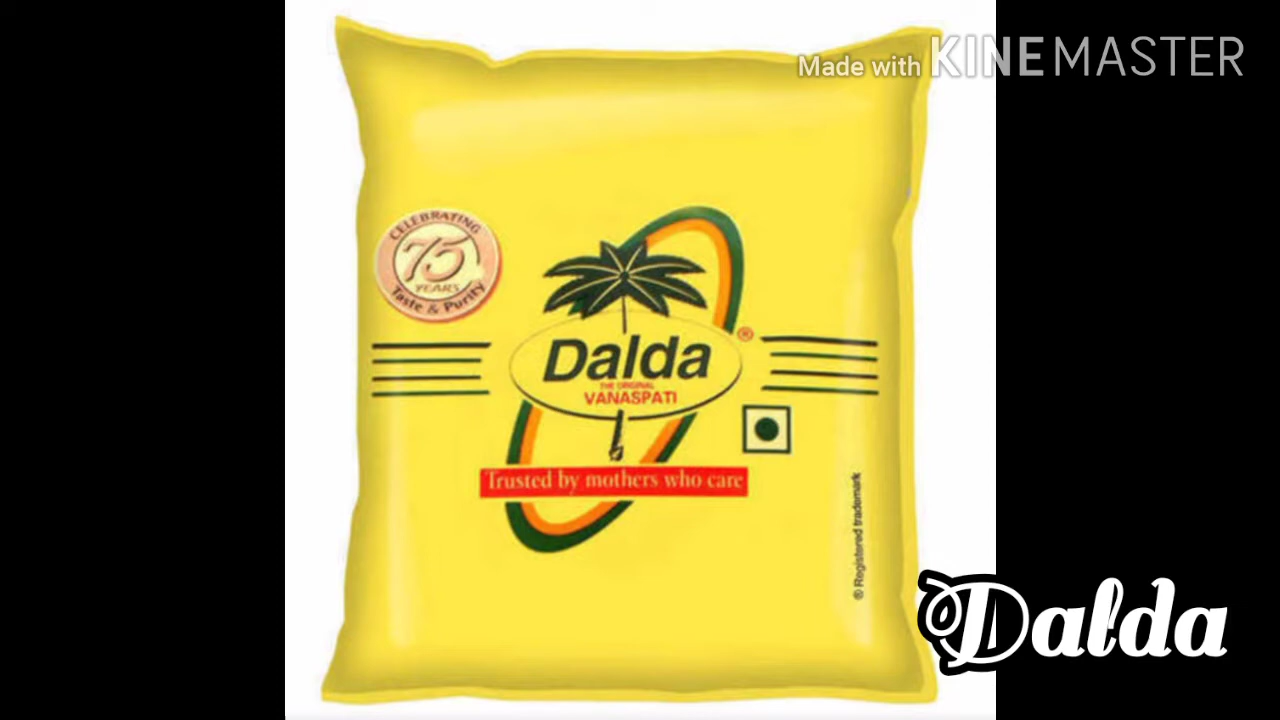 Made with KINEMASTER
CELEBRATING
75
YEARS
Taste & Purity
Dalda ®
THE ORIGINAL
VANASPATI
Trusted by mothers who care
® Registered trademark
Dalda